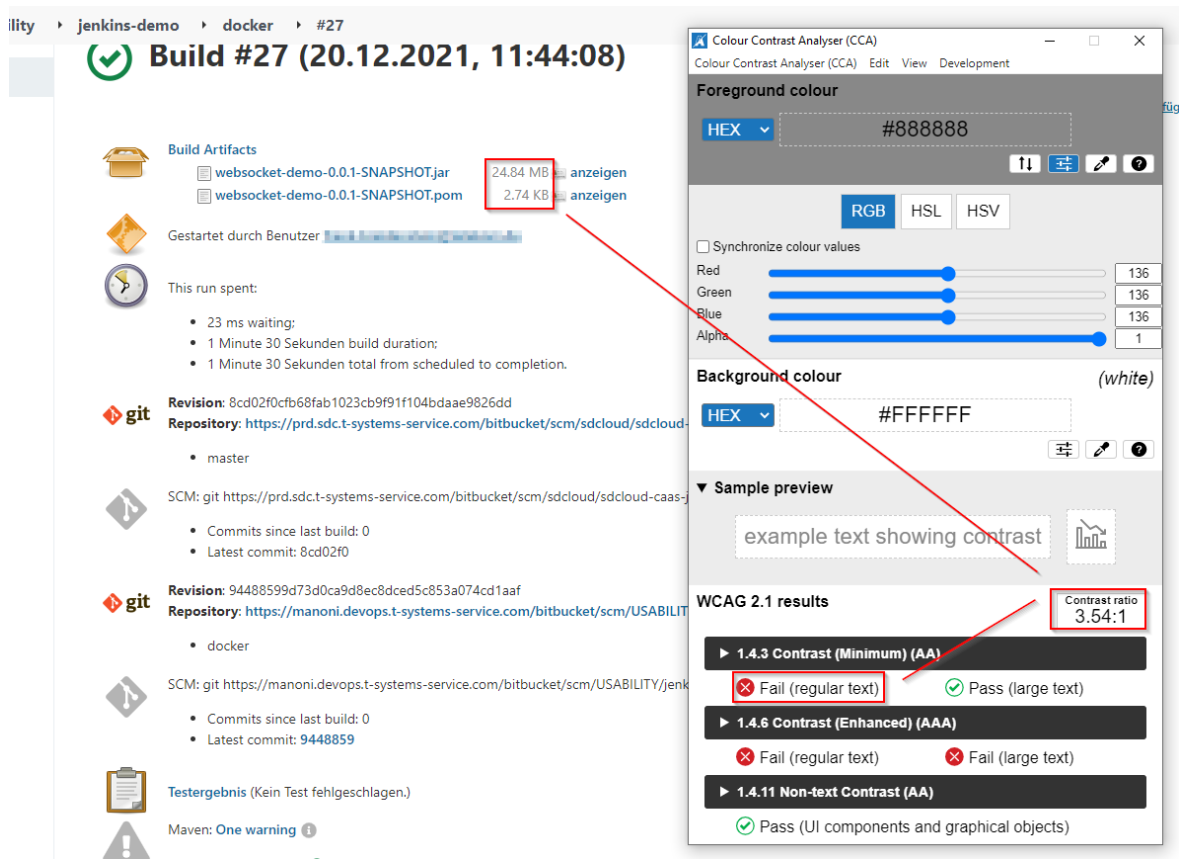 ility › jenkins-demo › docker › #27
Build #27 (20.12.2021, 11:44:08)
Build Artifacts
websocket-demo-0.0.1-SNAPSHOT.jar 24.84 MB anzeigen
websocket-demo-0.0.1-SNAPSHOT.pom 2.74 KB anzeigen
Gestartet durch Benutzer
This run spent:
• 23 ms waiting;
• 1 Minute 30 Sekunden build duration;
• 1 Minute 30 Sekunden total from scheduled to completion.
git
Revision: 8cd02f0cfb68fab1023cb9f91f104bdaae9826dd
Repository: https://prd.sdc.t-systems-service.com/bitbucket/scm/sdcloud/sdcloud-
• master
SCM: git https://prd.sdc.t-systems-service.com/bitbucket/scm/sdcloud/sdcloud-caas-j
• Commits since last build: 0
• Latest commit: 8cd02f0
git
Revision: 94488599d73d0ca9d8ec8dced5c853a074cd1aaf
Repository: https://manoni.devops.t-systems-service.com/bitbucket/scm/USABILIT
• docker
SCM: git https://manoni.devops.t-systems-service.com/bitbucket/scm/USABILITY/jenk
• Commits since last build: 0
• Latest commit: 9448859
Testergebnis (Kein Test fehlgeschlagen.)
Maven: One warning
füg
Colour Contrast Analyser (CCA)
Colour Contrast Analyser (CCA) Edit View Development
Foreground colour
HEX #888888
RGB HSL HSV
Synchronize colour values
Red 136
Green 136
Blue 136
Alpha 1
Background colour (white)
HEX #FFFFFF
▼ Sample preview
example text showing contrast
WCAG 2.1 results
Contrast ratio
3.54:1
▶ 1.4.3 Contrast (Minimum) (AA)
Fail (regular text) Pass (large text)
▶ 1.4.6 Contrast (Enhanced) (AAA)
Fail (regular text) Fail (large text)
▶ 1.4.11 Non-text Contrast (AA)
Pass (UI components and graphical objects)